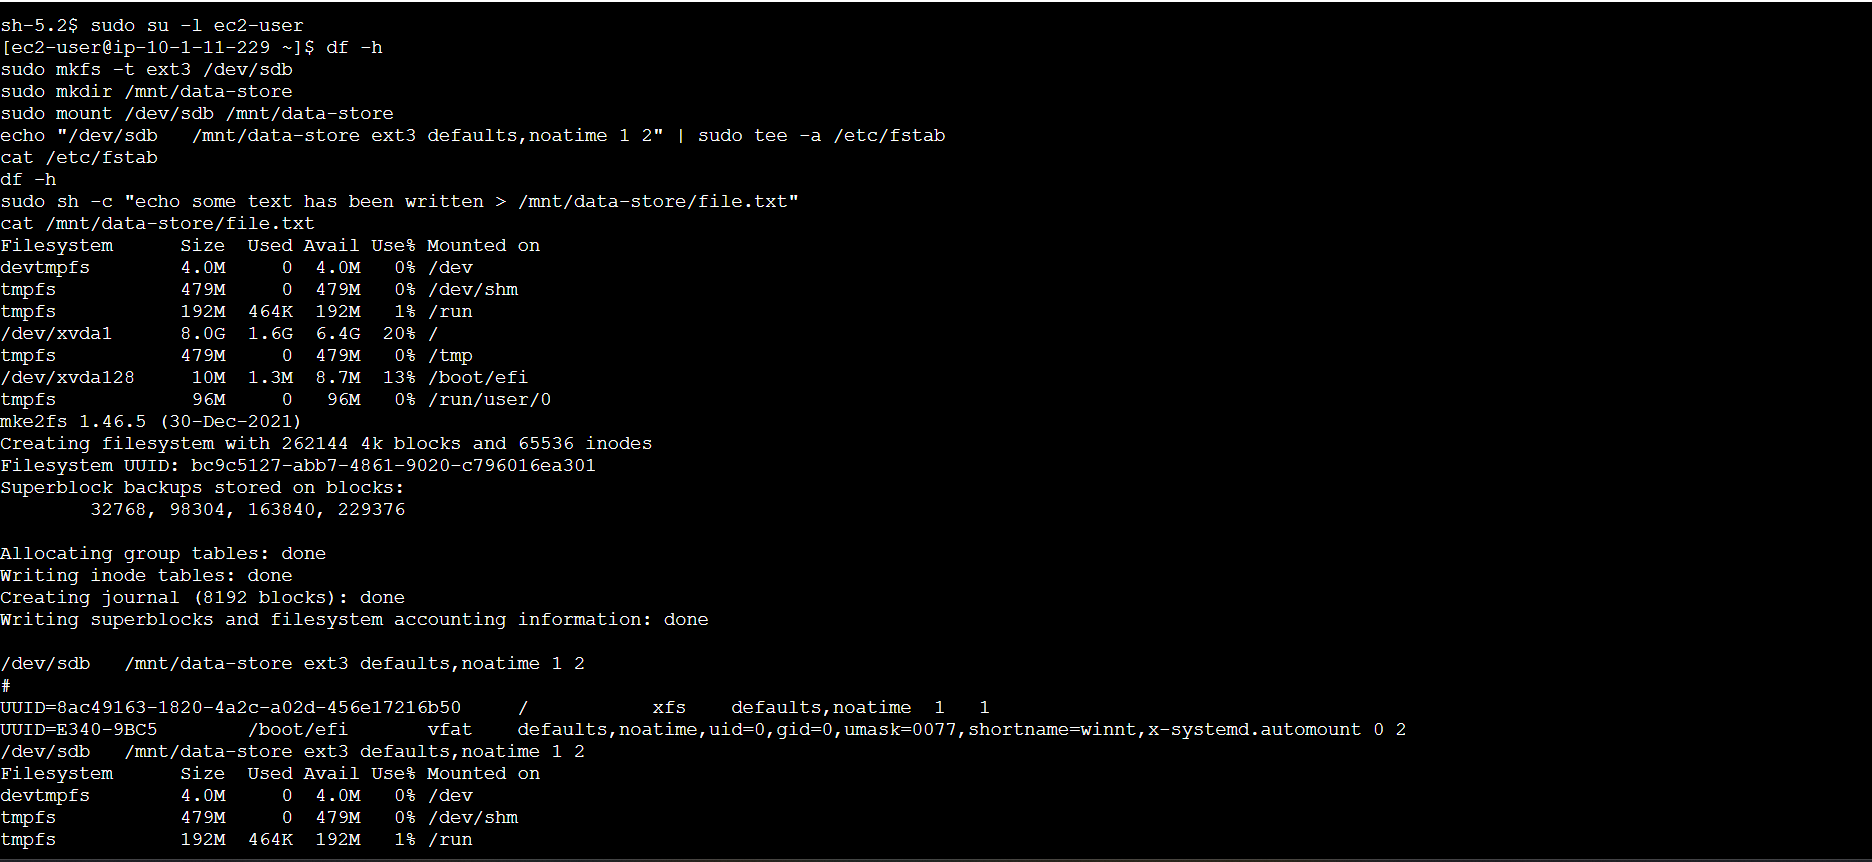 sh-5.2$ sudo su -l ec2-user
[ec2-user@ip-10-1-11-229 ~]$ df -h
sudo mkfs -t ext3 /dev/sdb
sudo mkdir /mnt/data-store
sudo mount /dev/sdb /mnt/data-store
echo "/dev/sdb   /mnt/data-store ext3 defaults,noatime 1 2" | sudo tee -a /etc/fstab
cat /etc/fstab
df -h
sudo sh -c "echo some text has been written > /mnt/data-store/file.txt"
cat /mnt/data-store/file.txt
Filesystem      Size  Used Avail Use% Mounted on
devtmpfs        4.0M     0  4.0M   0% /dev
tmpfs           479M     0  479M   0% /dev/shm
tmpfs           192M  464K  192M   1% /run
/dev/xvda1      8.0G  1.6G  6.4G  20% /
tmpfs           479M     0  479M   0% /tmp
/dev/xvda128     10M  1.3M  8.7M  13% /boot/efi
tmpfs            96M     0   96M   0% /run/user/0
mke2fs 1.46.5 (30-Dec-2021)
Creating filesystem with 262144 4k blocks and 65536 inodes
Filesystem UUID: bc9c5127-abb7-4861-9020-c796016ea301
Superblock backups stored on blocks:
        32768, 98304, 163840, 229376
Allocating group tables: done
Writing inode tables: done
Creating journal (8192 blocks): done
Writing superblocks and filesystem accounting information: done
/dev/sdb   /mnt/data-store ext3 defaults,noatime 1 2
#
UUID=8ac49163-1820-4a2c-a02d-456e17216b50     /           xfs    defaults,noatime  1   1
UUID=E340-9BC5        /boot/efi       vfat    defaults,noatime,uid=0,gid=0,umask=0077,shortname=winnt,x-systemd.automount 0 2
/dev/sdb   /mnt/data-store ext3 defaults,noatime 1 2
Filesystem      Size  Used Avail Use% Mounted on
devtmpfs        4.0M     0  4.0M   0% /dev
tmpfs           479M     0  479M   0% /dev/shm
tmpfs           192M  464K  192M   1% /run